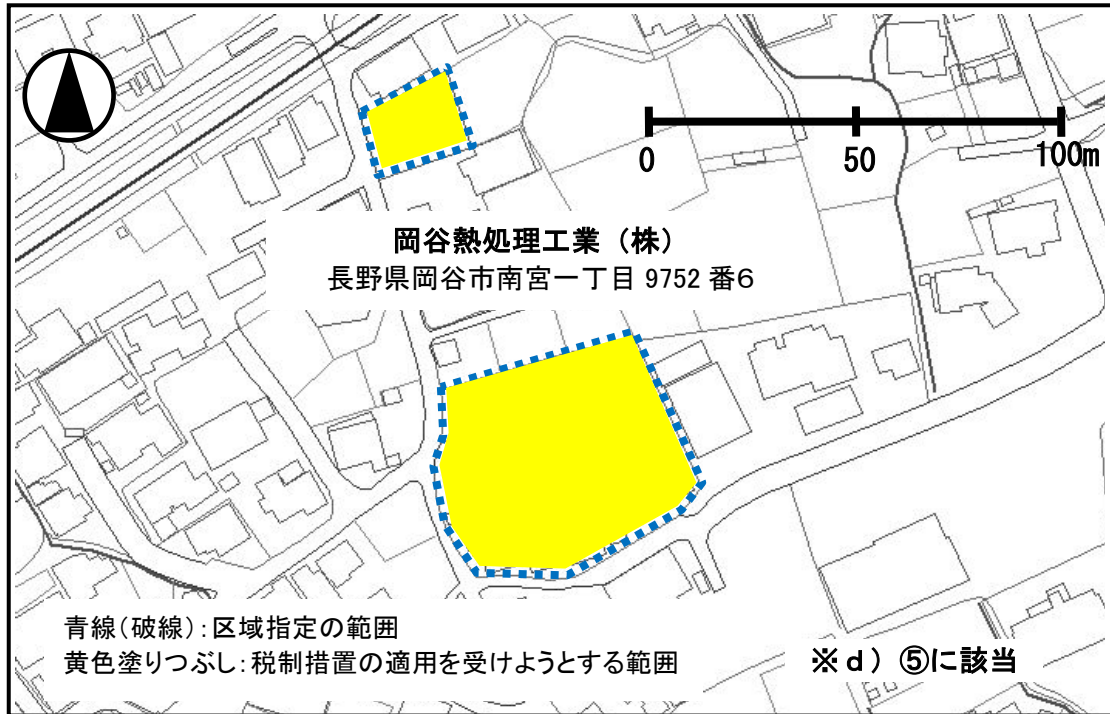 0 50 100m
岡谷熱処理工業（株）
長野県岡谷市南宮一丁目 9752 番6
青線（破線）：区域指定の範囲
黄色塗りつぶし：税制措置の適用を受けようとする範囲
※ｄ）⑤に該当